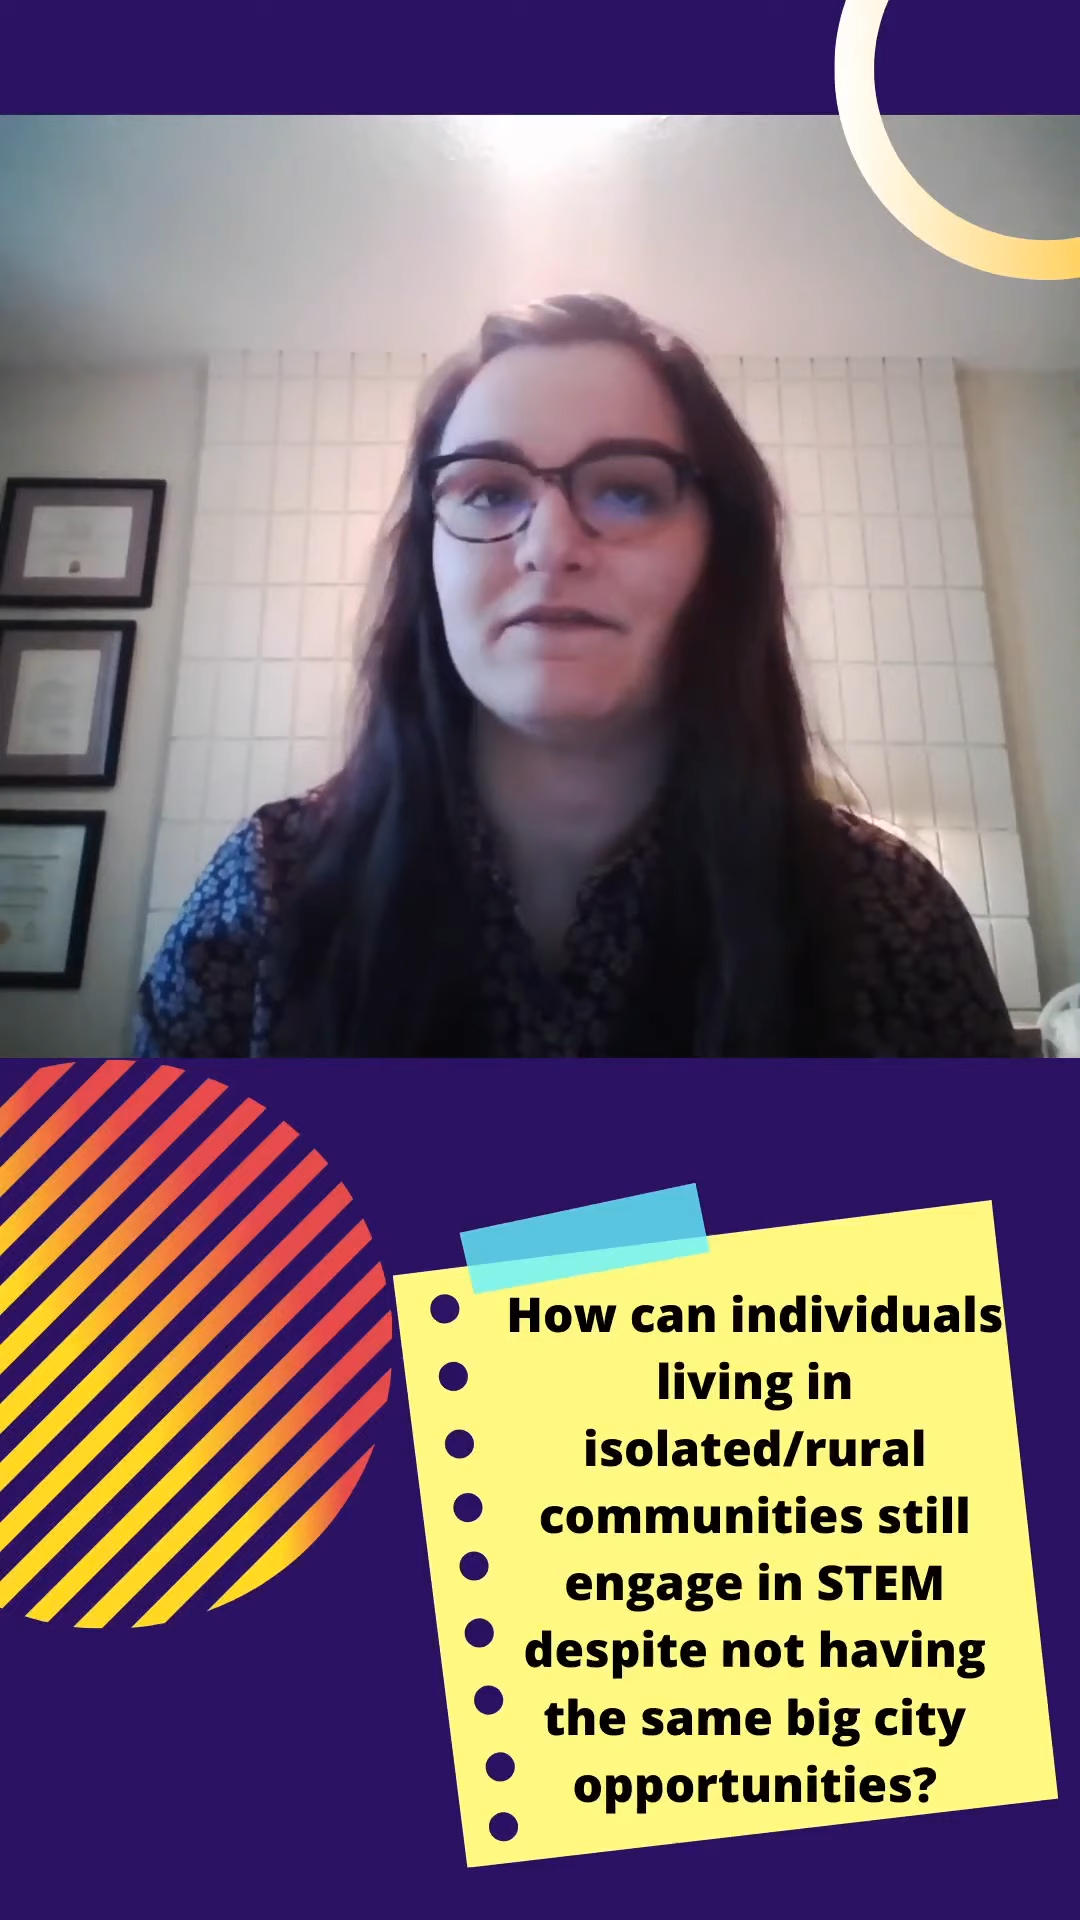 How can individuals
living in
isolated/rural
communities still
engage in STEM
despite not having
the same big city
opportunities?